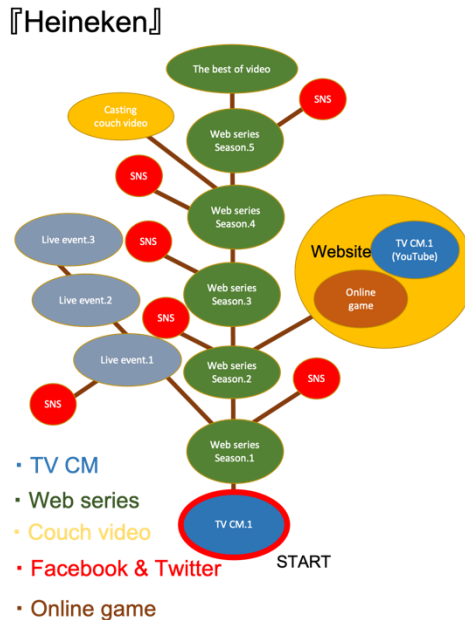 『Heineken』
The best of video
SNS
Casting
couch video
Web series
Season.5
SNS
Web series
Season.4
Live event.3
SNS
Website
TV CM.1
(YouTube)
Web series
Season.3
Online
game
Live event.2
SNS
Live event.1
Web series
Season.2
SNS
SNS
Web series
Season.1
・TV CM
・Web series
・Couch video
・Facebook & Twitter
・Online game
TV CM.1
START